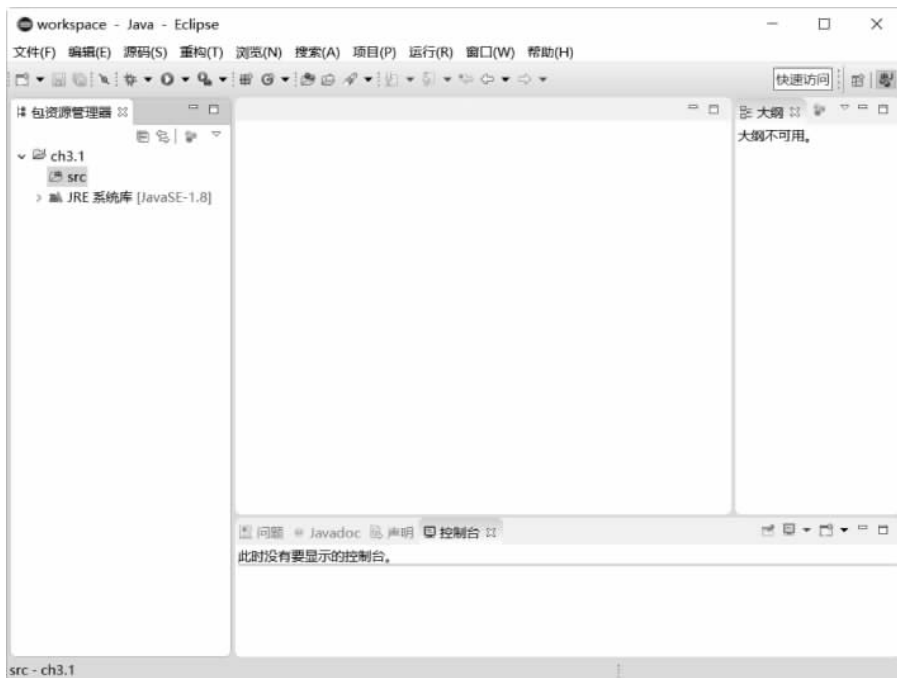 workspace - Java - Eclipse
文件(F) 编辑(E) 源码(S) 重构(T) 浏览(N) 搜索(A) 项目(P) 运行(R) 窗口(W) 帮助(H)
快速访问
包资源管理器
大纲
大纲不可用。
ch3.1
src
JRE 系统库 [JavaSE-1.8]
问题 Javadoc 声明 控制台
此时没有要显示的控制台。
src - ch3.1